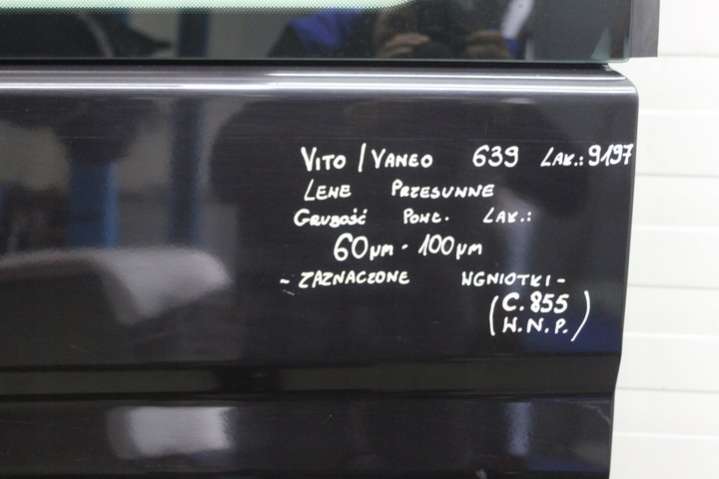 VITO / VANEO 639 LAK.: 9197
LEWE PRZESUWNE
GRUBOŚĆ POWŁ. LAK.:
60μm - 100μm
- ZAZNACZONE WGNIOTKI -
(C. 855
W.N.P.)